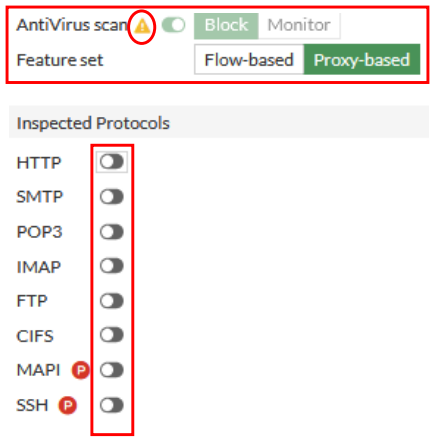 AntiVirus scan Block Monitor
Feature set Flow-based Proxy-based
Inspected Protocols
HTTP
SMTP
POP3
IMAP
FTP
CIFS
MAPI P
SSH P